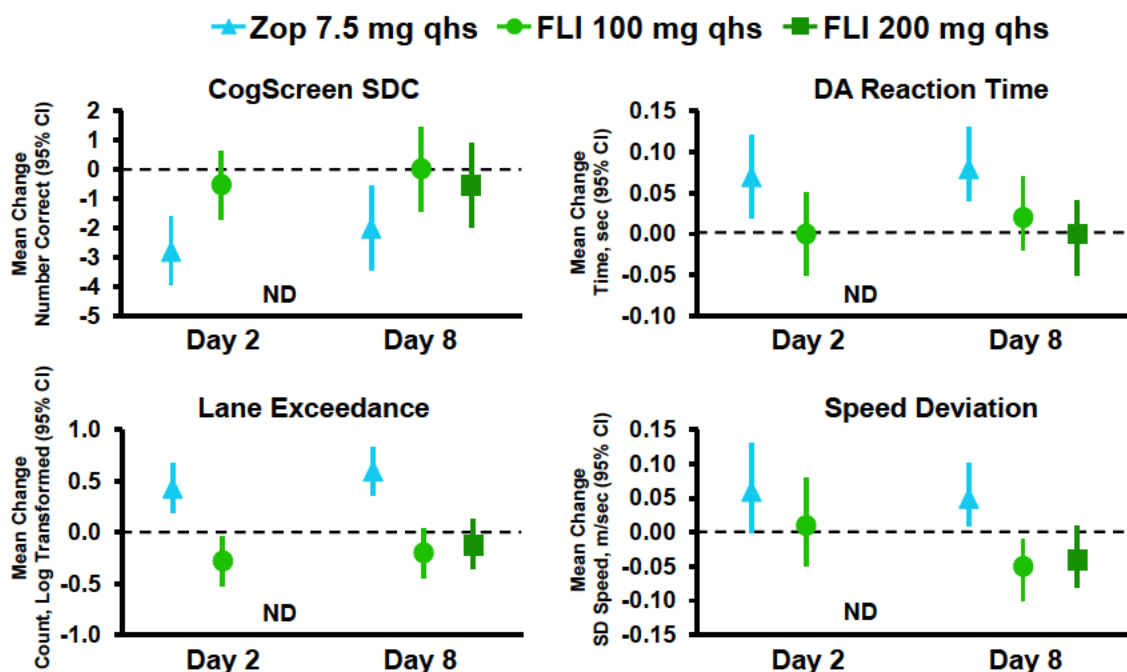 Zop 7.5 mg qhs FLI 100 mg qhs FLI 200 mg qhs
CogScreen SDC
Mean Change
Number Correct (95% CI)
2
1
0
-1
-2
-3
-4
-5
ND
Day 2 Day 8
DA Reaction Time
Mean Change
Time, sec (95% CI)
0.15
0.10
0.05
0.00
-0.05
-0.10
ND
Day 2 Day 8
Lane Exceedance
Mean Change
Count, Log Transformed (95% CI)
1.0
0.5
0.0
-0.5
-1.0
ND
Day 2 Day 8
Speed Deviation
Mean Change
SD Speed, m/sec (95% CI)
0.15
0.10
0.05
0.00
-0.05
-0.10
-0.15
ND
Day 2 Day 8